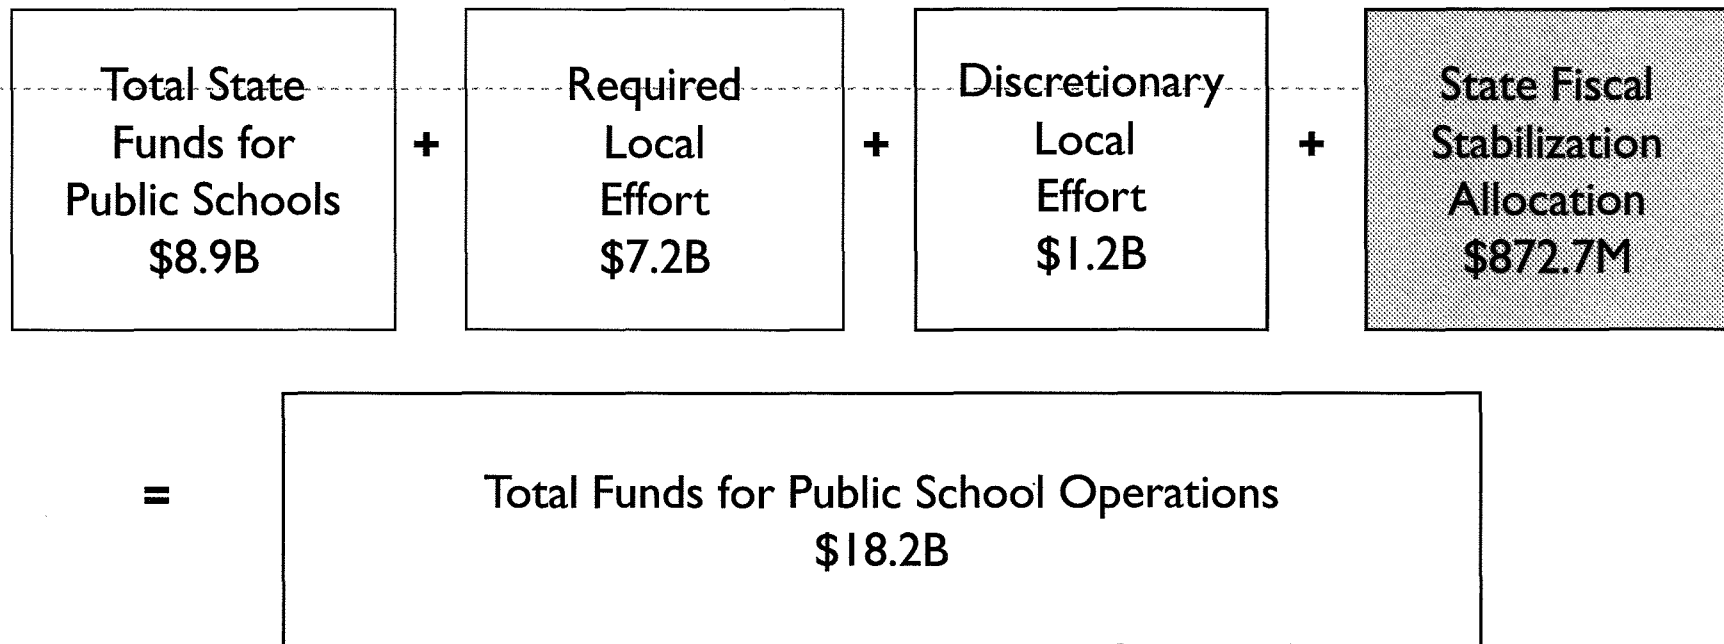 Total State
Funds for
Public Schools
$8.9B
+
Required
Local
Effort
$7.2B
+
Discretionary
Local
Effort
$1.2B
+
State Fiscal
Stabilization
Allocation
$872.7M
=
Total Funds for Public School Operations
$18.2B